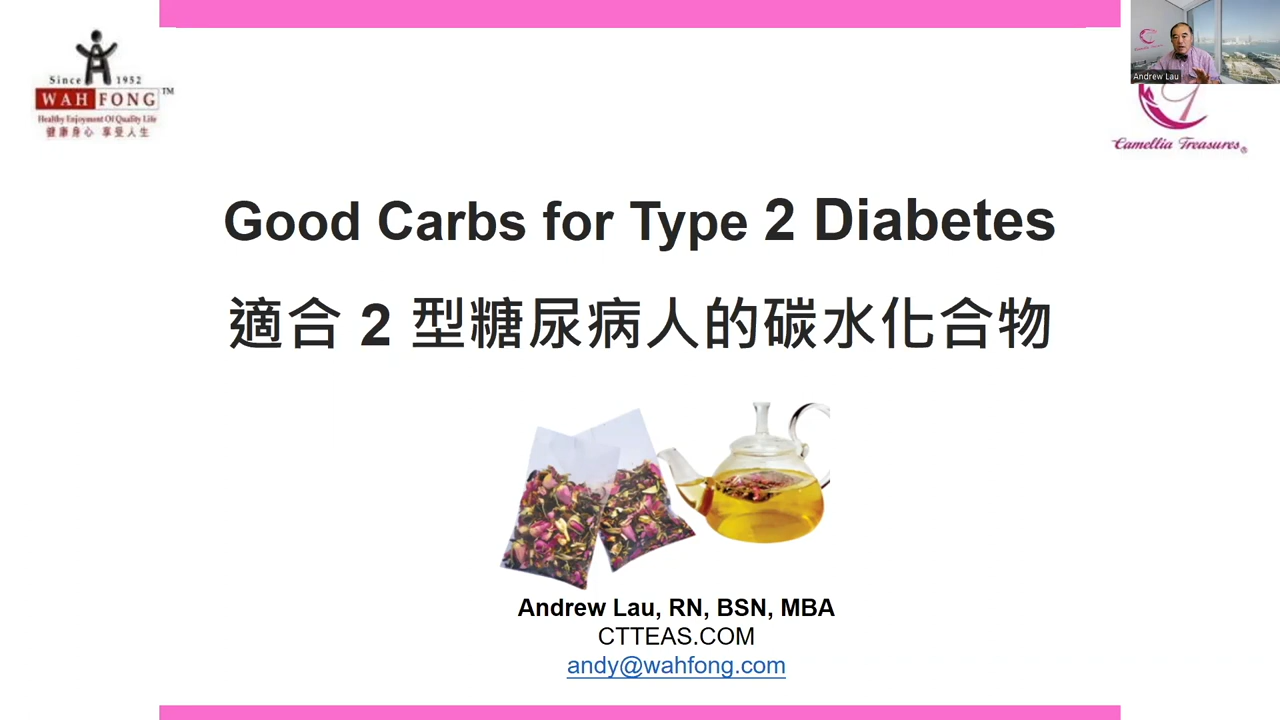 Since 1952
WAH FONG TM
Healthy Enjoyment Of Quality Life
健康身心 享受人生
Andrew Lau
Camellia Treasures®
Good Carbs for Type 2 Diabetes
適合 2 型糖尿病人的碳水化合物
Andrew Lau, RN, BSN, MBA
CTTEAS.COM
andy@wahfong.com